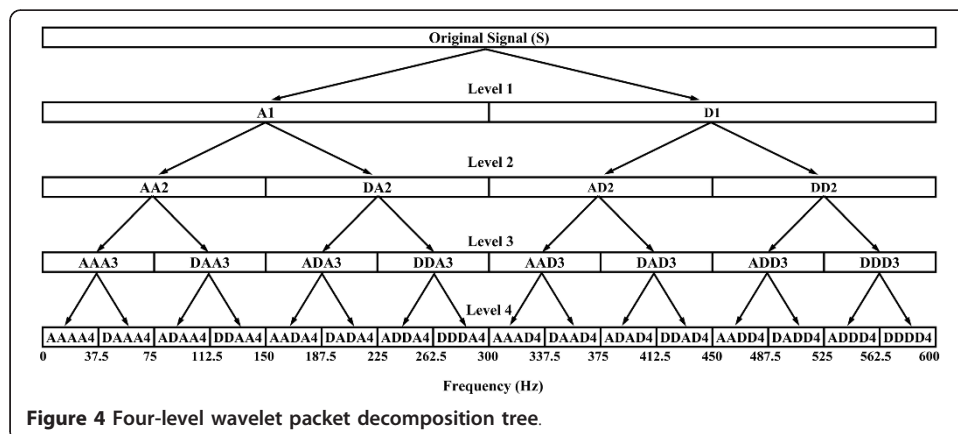 Original Signal (S)
Level 1
A1 D1
Level 2
AA2 DA2 AD2 DD2
Level 3
AAA3 DAA3 ADA3 DDA3 AAD3 DAD3 ADD3 DDD3
Level 4
AAAA4 DAAA4 ADAA4 DDAA4 AADA4 DADA4 ADDA4 DDDA4 AAAD4 DAAD4 ADAD4 DDAD4 AADD4 DADD4 ADDD4 DDDD4
0 37.5 75 112.5 150 187.5 225 262.5 300 337.5 375 412.5 450 487.5 525 562.5 600
Frequency (Hz)
Figure 4 Four-level wavelet packet decomposition tree.